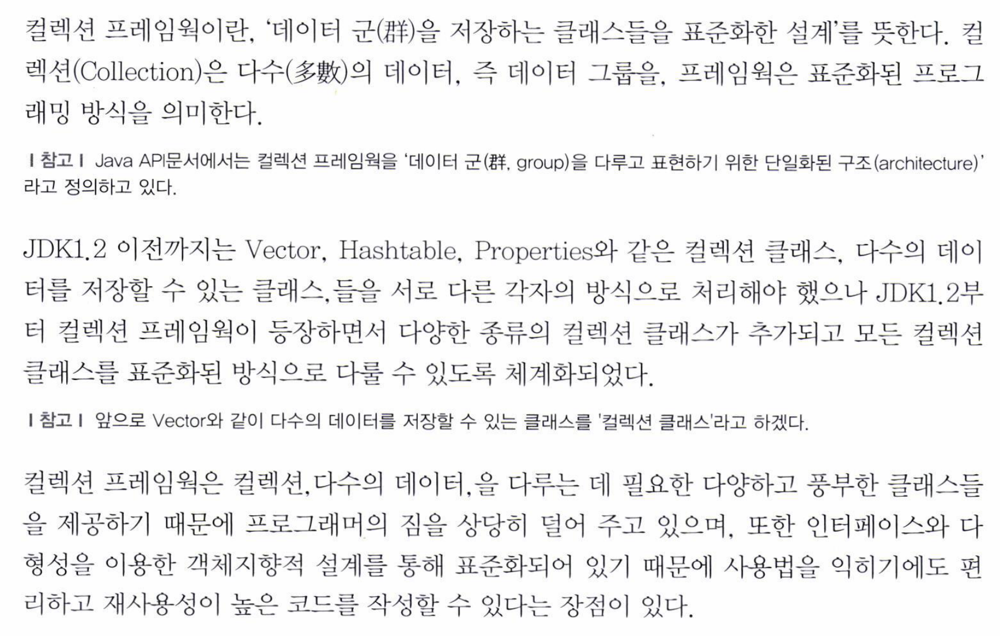 컬렉션 프레임웍이란, ‘데이터 군(群)을 저장하는 클래스들을 표준화한 설계’를 뜻한다. 컬
렉션(Collection)은 다수(多數)의 데이터, 즉 데이터 그룹을, 프레임웍은 표준화된 프로그
래밍 방식을 의미한다.
| 참고 | Java API문서에서는 컬렉션 프레임웍을 ‘데이터 군(群, group)을 다루고 표현하기 위한 단일화된 구조(architecture)’
라고 정의하고 있다.
JDK1.2 이전까지는 Vector, Hashtable, Properties와 같은 컬렉션 클래스, 다수의 데이
터를 저장할 수 있는 클래스,들을 서로 다른 각자의 방식으로 처리해야 했으나 JDK1.2부
터 컬렉션 프레임웍이 등장하면서 다양한 종류의 컬렉션 클래스가 추가되고 모든 컬렉션
클래스를 표준화된 방식으로 다룰 수 있도록 체계화되었다.
| 참고 | 앞으로 Vector와 같이 다수의 데이터를 저장할 수 있는 클래스를 '컬렉션 클래스'라고 하겠다.
컬렉션 프레임웍은 컬렉션,다수의 데이터,을 다루는 데 필요한 다양하고 풍부한 클래스들
을 제공하기 때문에 프로그래머의 짐을 상당히 덜어 주고 있으며, 또한 인터페이스와 다
형성을 이용한 객체지향적 설계를 통해 표준화되어 있기 때문에 사용법을 익히기에도 편
리하고 재사용성이 높은 코드를 작성할 수 있다는 장점이 있다.